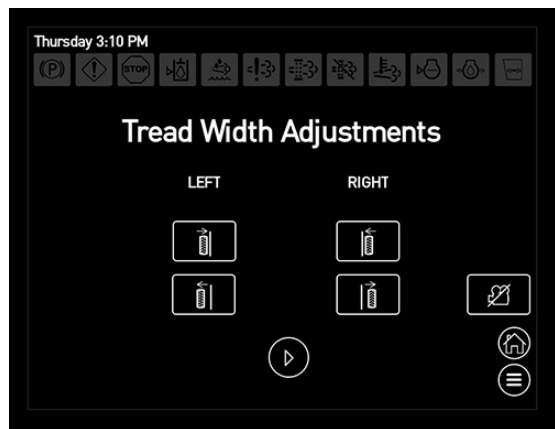 Thursday 3:10 PM
(P) STOP
Tread Width Adjustments
LEFT RIGHT